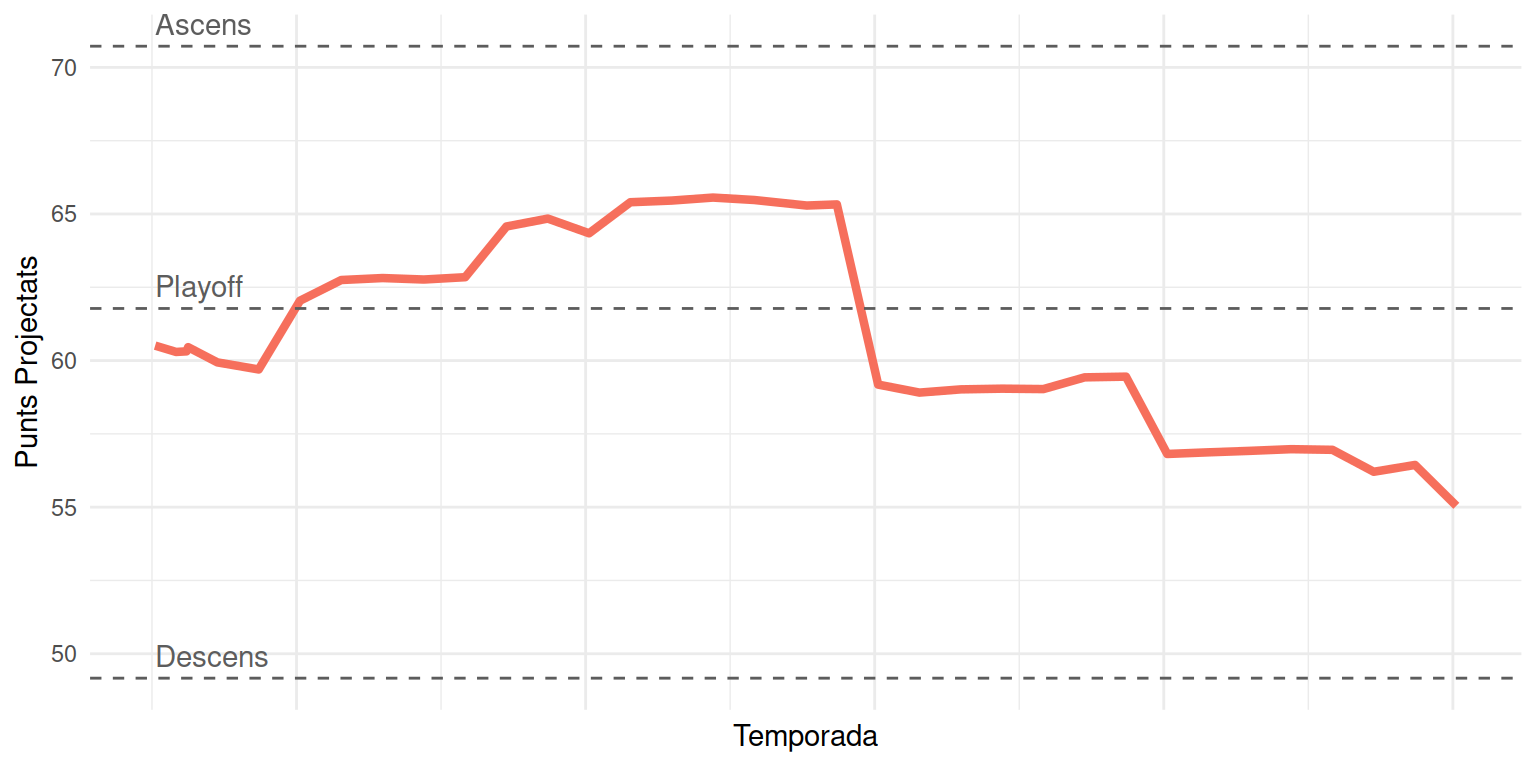 Ascens
70
65
Playoff
60
55
Descens
50
Punts Projectats
Temporada